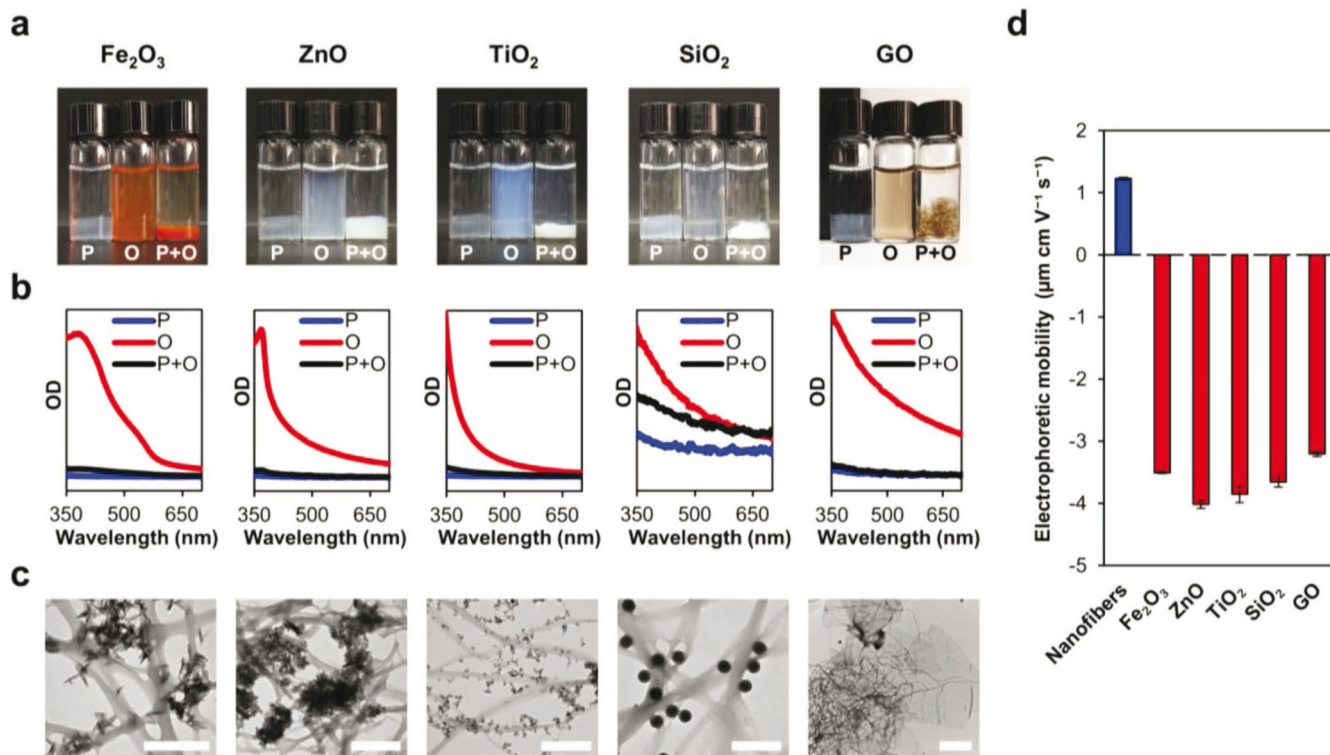 a
Fe₂O₃ ZnO TiO₂ SiO₂ GO
P O P+O P O P+O P O P+O P O P+O P O P+O
b
P P P P P
O O O O O
P+O P+O P+O P+O P+O
OD OD OD OD OD
350 500 650 350 500 650 350 500 650 350 500 650 350 500 650
Wavelength (nm) Wavelength (nm) Wavelength (nm) Wavelength (nm) Wavelength (nm)
c
d
Electrophoretic mobility (μm cm V⁻¹ s⁻¹)
2
1
0
-1
-2
-3
-4
-5
Nanofibers Fe₂O₃ ZnO TiO₂ SiO₂ GO